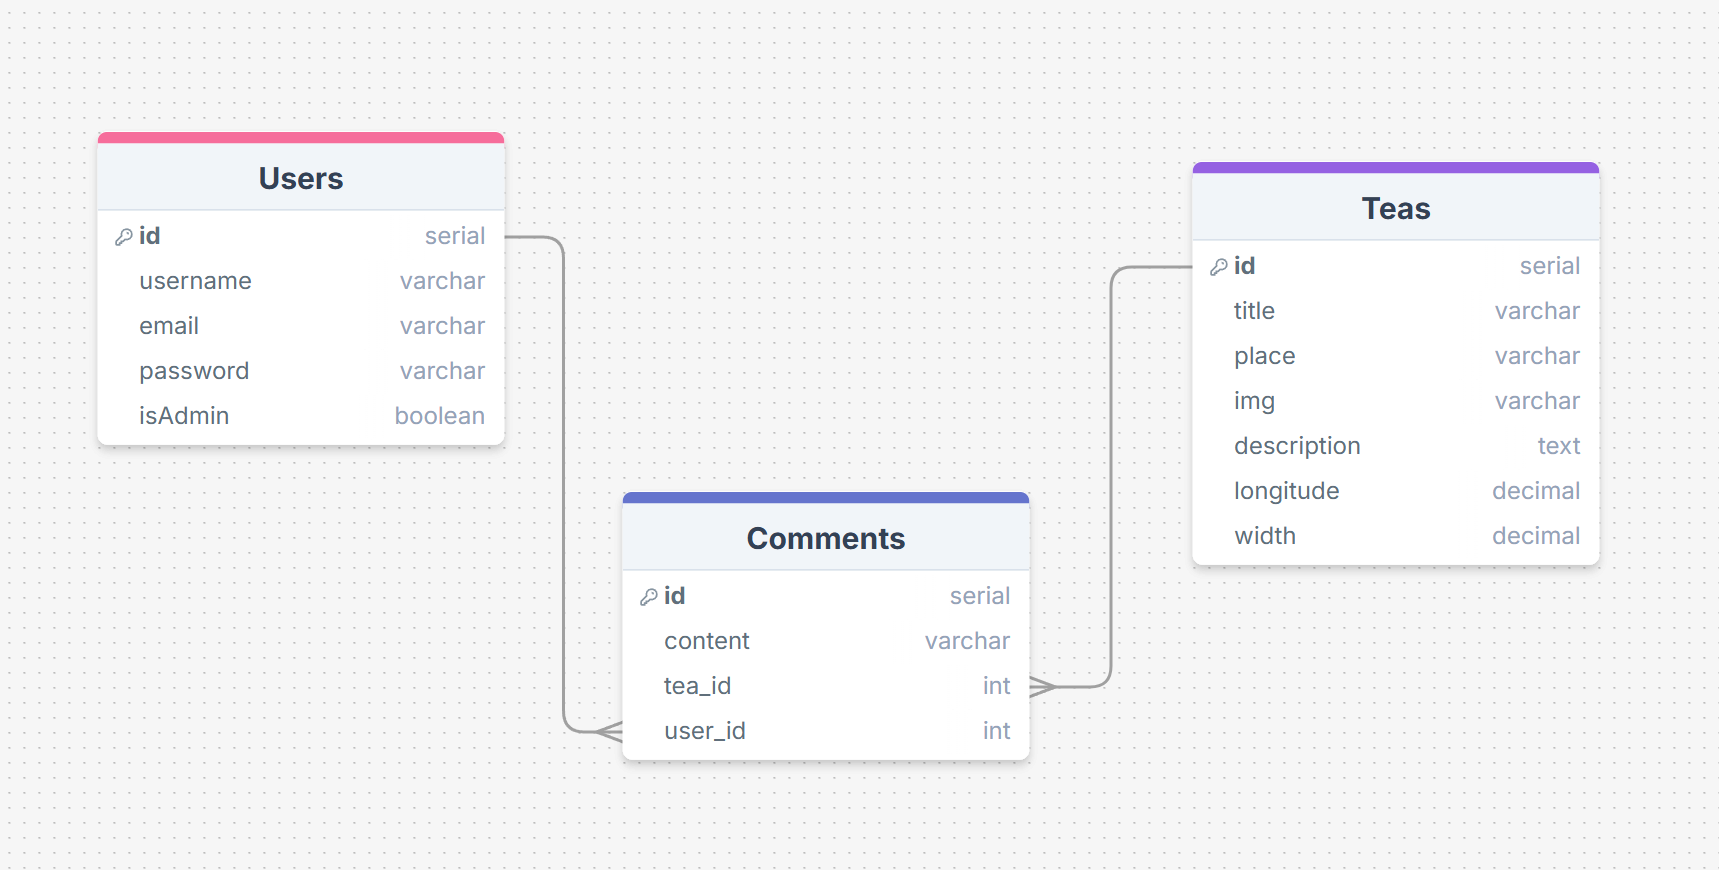 Users
id serial
username varchar
email varchar
password varchar
isAdmin boolean
Teas
id serial
title varchar
place varchar
img varchar
description text
longitude decimal
width decimal
Comments
id serial
content varchar
tea_id int
user_id int